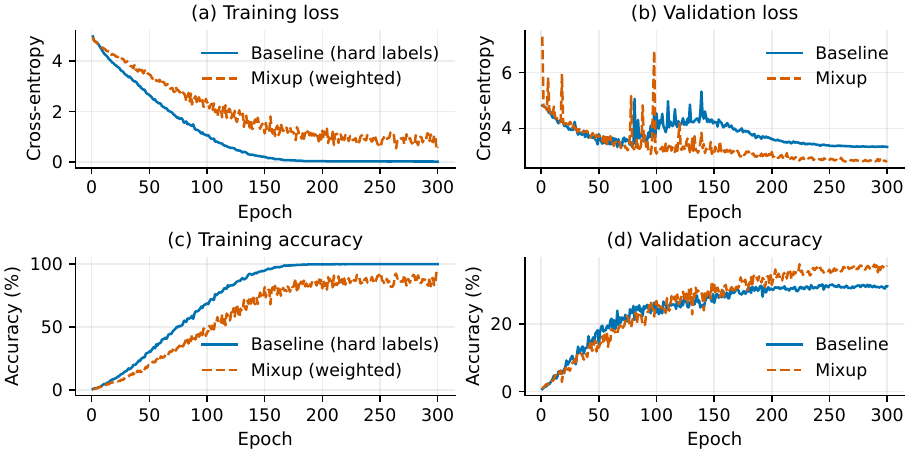 (a) Training loss
Cross-entropy
4
2
0
Baseline (hard labels)
Mixup (weighted)
0 50 100 150 200 250 300
Epoch
(b) Validation loss
Cross-entropy
6
4
Baseline
Mixup
0 50 100 150 200 250 300
Epoch
(c) Training accuracy
Accuracy (%)
100
50
0
Baseline (hard labels)
Mixup (weighted)
0 50 100 150 200 250 300
Epoch
(d) Validation accuracy
Accuracy (%)
20
0
Baseline
Mixup
0 50 100 150 200 250 300
Epoch